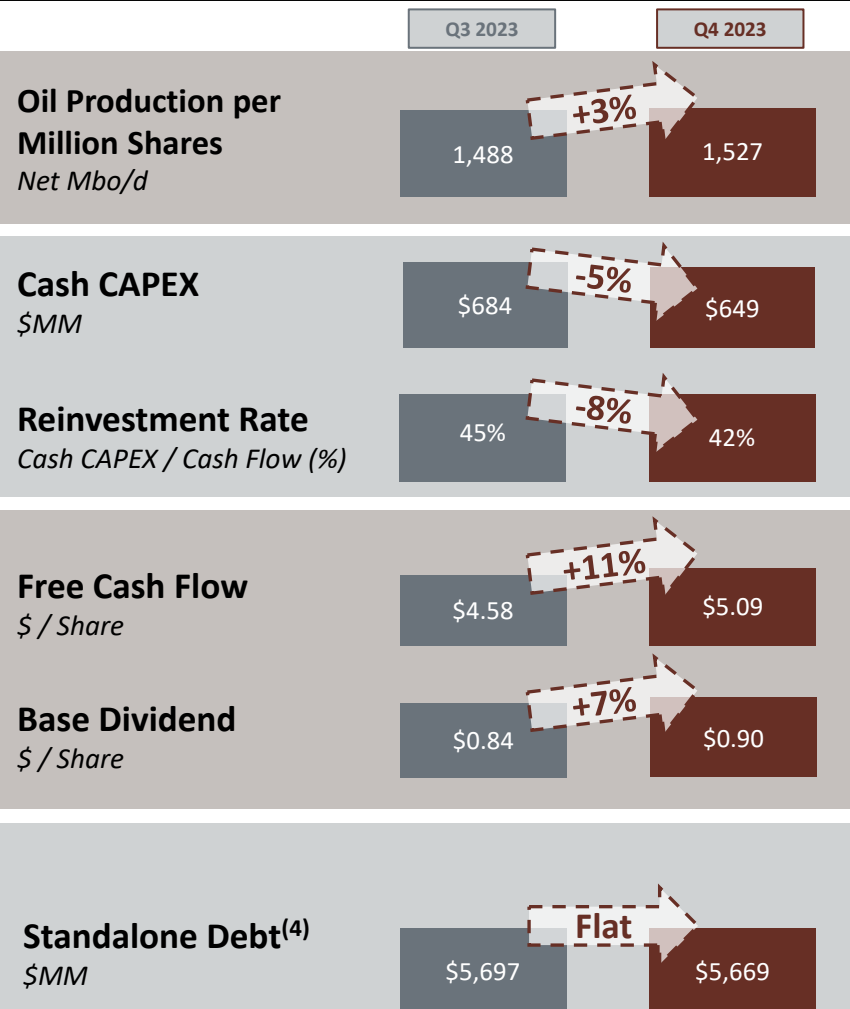 Q3 2023
Q4 2023
Oil Production per
Million Shares
Net Mbo/d
1,488
+3%
1,527
Cash CAPEX
$MM
$684
-5%
$649
Reinvestment Rate
Cash CAPEX / Cash Flow (%)
45%
-8%
42%
Free Cash Flow
$ / Share
$4.58
+11%
$5.09
Base Dividend
$ / Share
$0.84
+7%
$0.90
Standalone Debt(4)
$MM
$5,697
Flat
$5,669